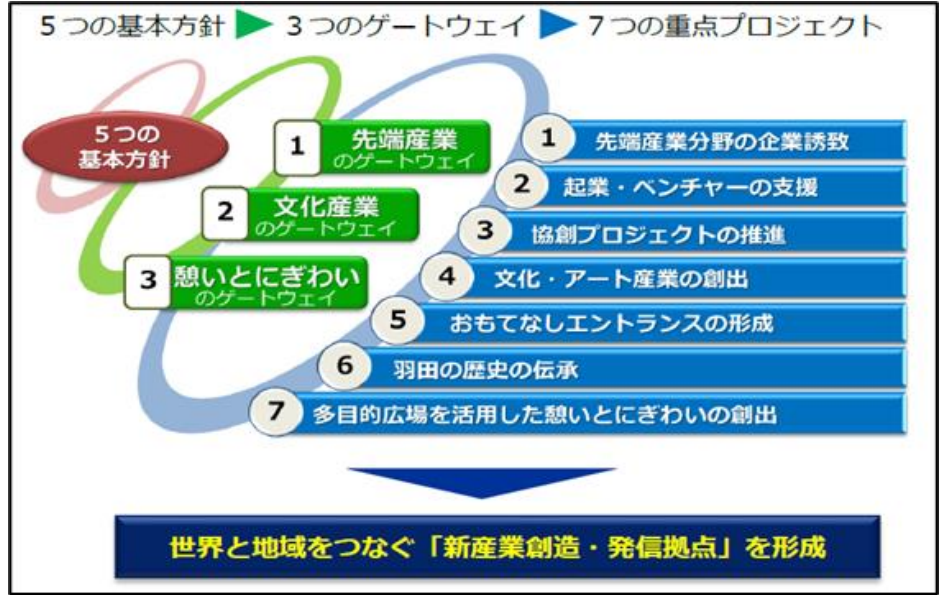 5つの基本方針 ▶ 3つのゲートウェイ ▶ 7つの重点プロジェクト
5つの
基本方針
1 先端産業
のゲートウェイ
2 文化産業
のゲートウェイ
3 憩いとにぎわい
のゲートウェイ
1 先端産業分野の企業誘致
2 起業・ベンチャーの支援
3 協創プロジェクトの推進
4 文化・アート産業の創出
5 おもてなしエントランスの形成
6 羽田の歴史の伝承
7 多目的広場を活用した憩いとにぎわいの創出
世界と地域をつなぐ「新産業創造・発信拠点」を形成